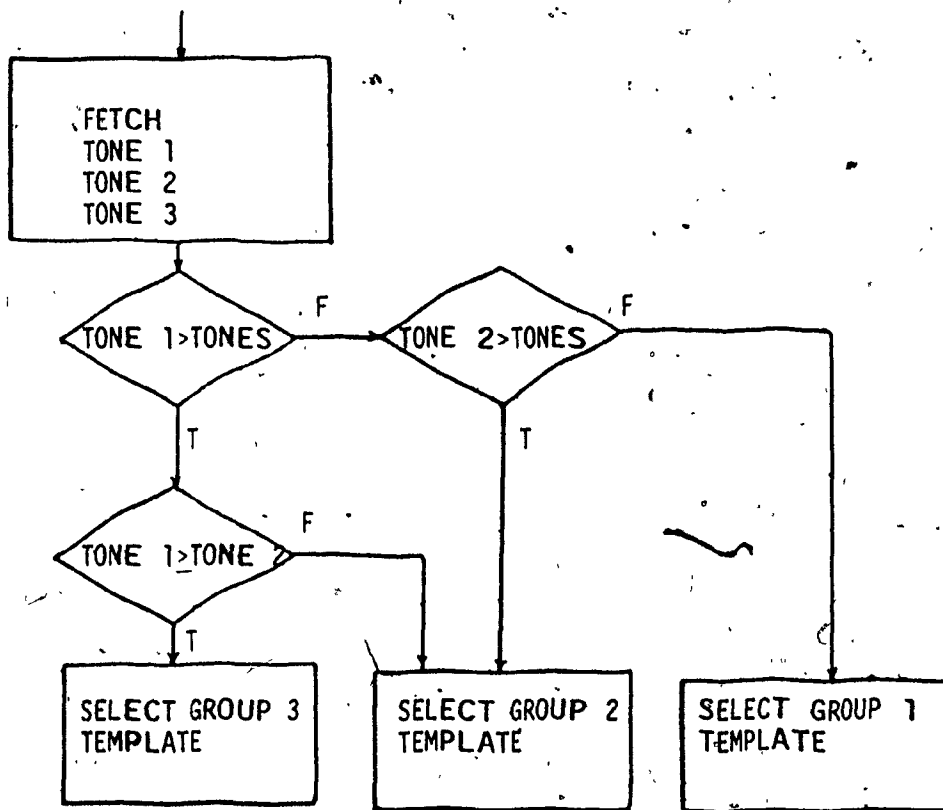 FETCH
TONE 1
TONE 2
TONE 3
TONE 1>TONES
F
TONE 2>TONES
F
T
T
TONE 1≥TONE 2
F
T
SELECT GROUP 3
TEMPLATE
SELECT GROUP 2
TEMPLATE
SELECT GROUP 1
TEMPLATE